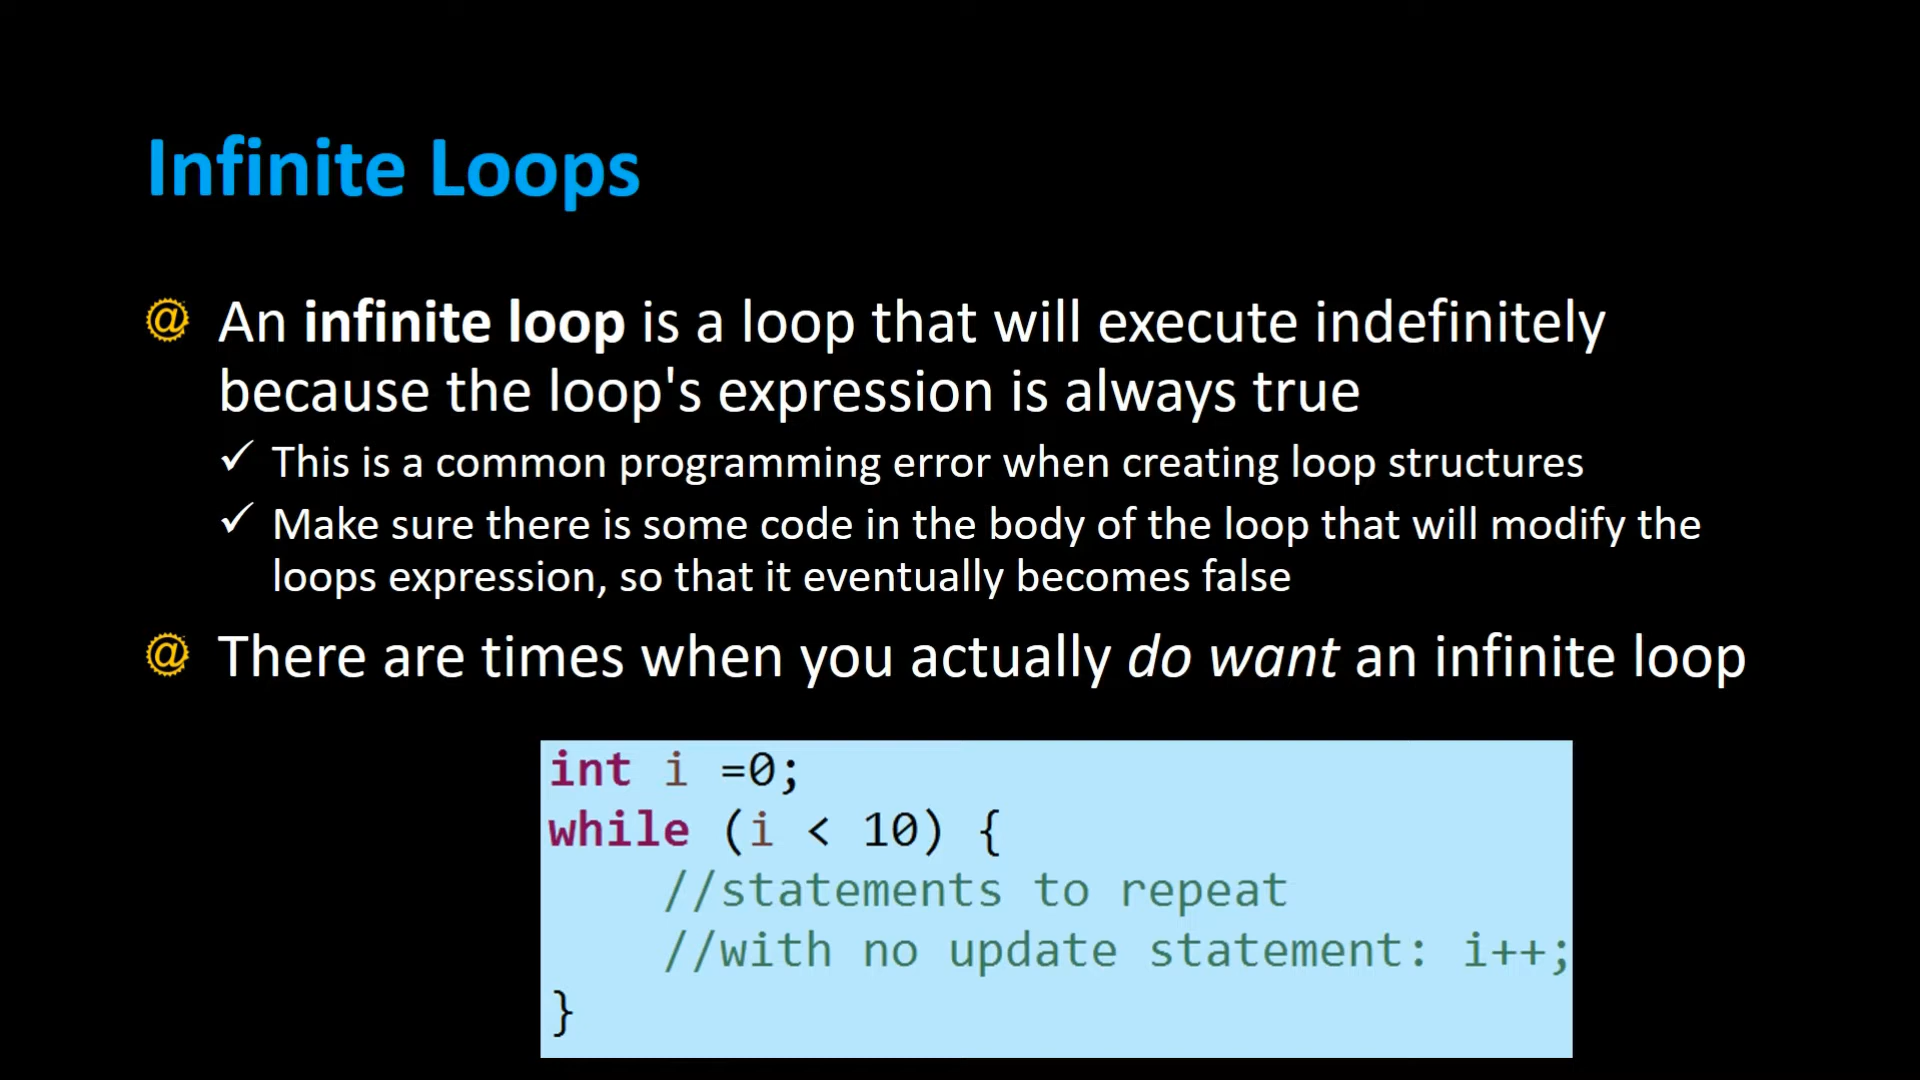 Infinite Loops
@ An infinite loop is a loop that will execute indefinitely
because the loop's expression is always true
✓ This is a common programming error when creating loop structures
✓ Make sure there is some code in the body of the loop that will modify the
loops expression, so that it eventually becomes false
@ There are times when you actually do want an infinite loop
int i =0;
while (i < 10) {
    //statements to repeat
    //with no update statement: i++;
}